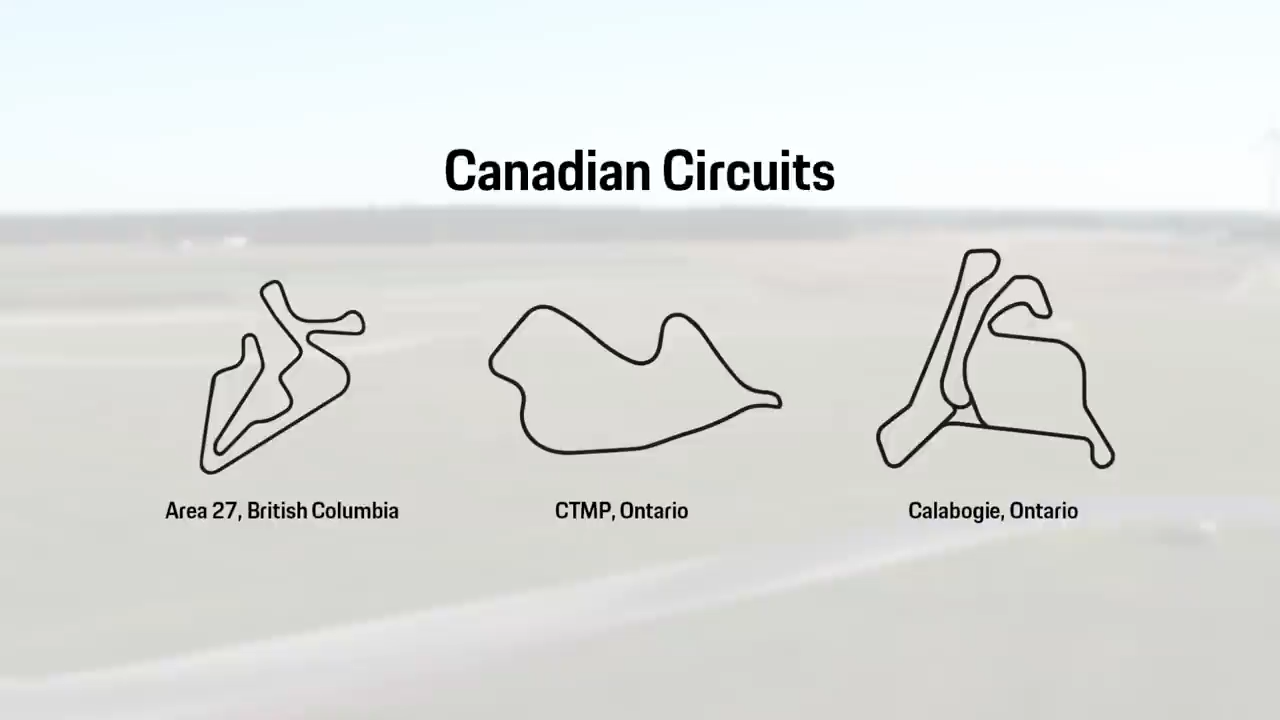 Canadian Circuits
Area 27, British Columbia
CTMP, Ontario
Calabogie, Ontario